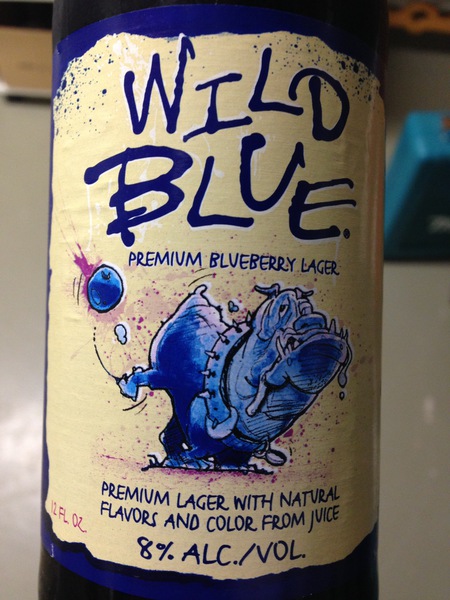 WILD
BLUE.
PREMIUM BLUEBERRY LAGER
PREMIUM LAGER WITH NATURAL
FLAVORS AND COLOR FROM JUICE
12 FL OZ
8% ALC./VOL.